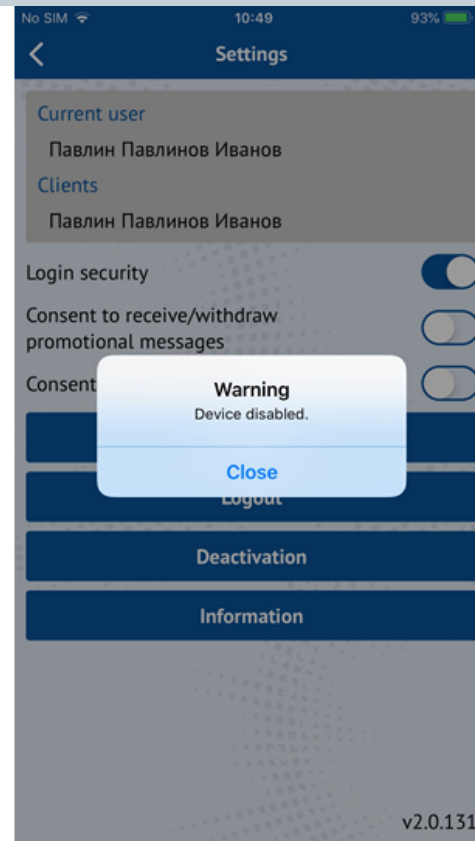 No SIM 10:49 93%
Settings
Current user
Павлин Павлинов Иванов
Clients
Павлин Павлинов Иванов
Login security
Consent to receive/withdraw
promotional messages
Consent
Warning
Device disabled.
Close
Logout
Deactivation
Information
v2.0.131